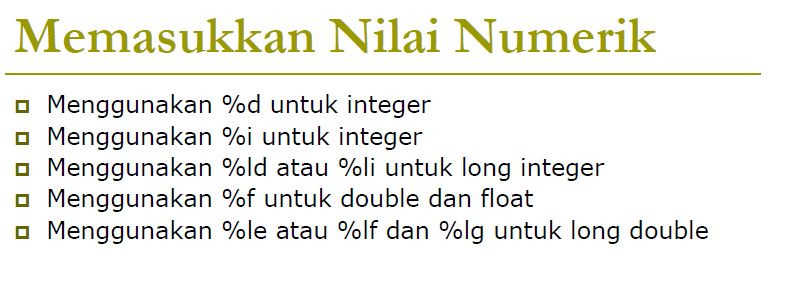 Memasukkan Nilai Numerik
Menggunakan %d untuk integer
Menggunakan %i untuk integer
Menggunakan %ld atau %li untuk long integer
Menggunakan %f untuk double dan float
Menggunakan %le atau %lf dan %lg untuk long double